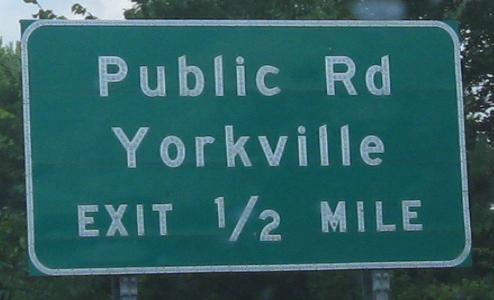 Public Rd
Yorkville
EXIT 1/2 MILE